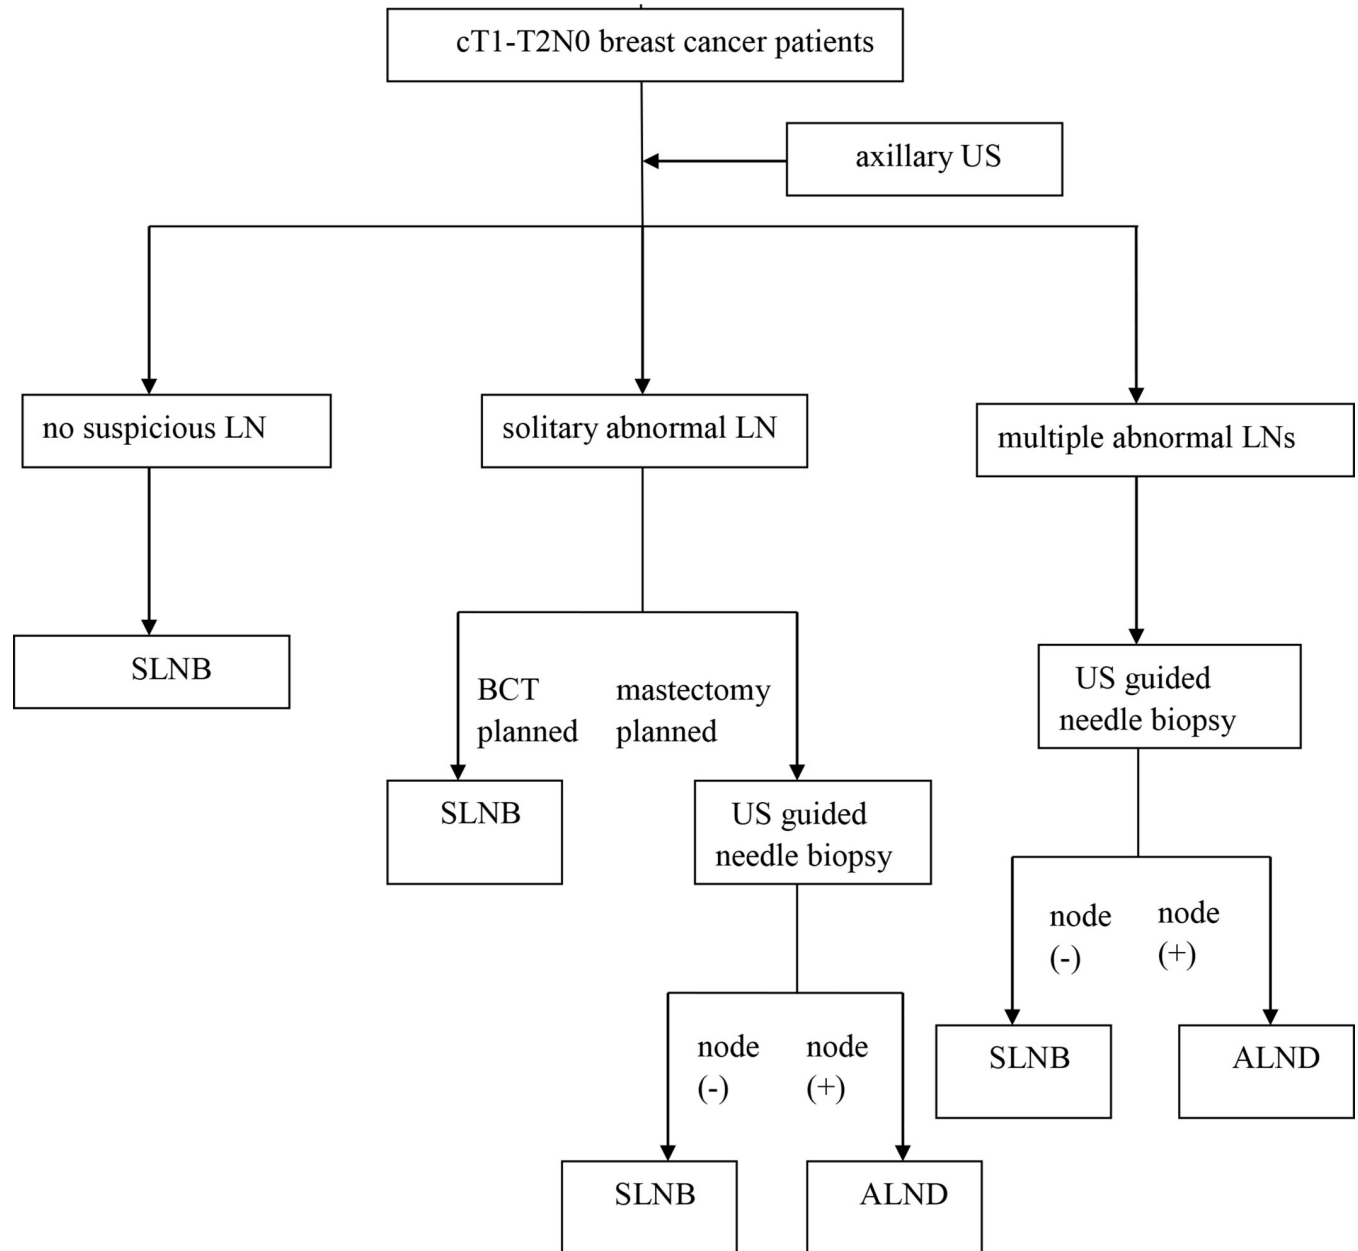 cT1-T2N0 breast cancer patients
axillary US
no suspicious LN
solitary abnormal LN
multiple abnormal LNs
SLNB
BCT
planned
mastectomy
planned
US guided
needle biopsy
SLNB
US guided
needle biopsy
node
(-)
node
(+)
SLNB
ALND
node
(-)
node
(+)
SLNB
ALND